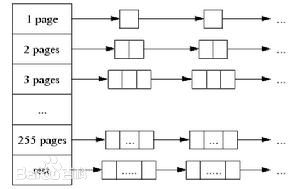 1 page ...
2 pages ...
3 pages ...
...
255 pages ... ... ...
rest ..... ..... ...